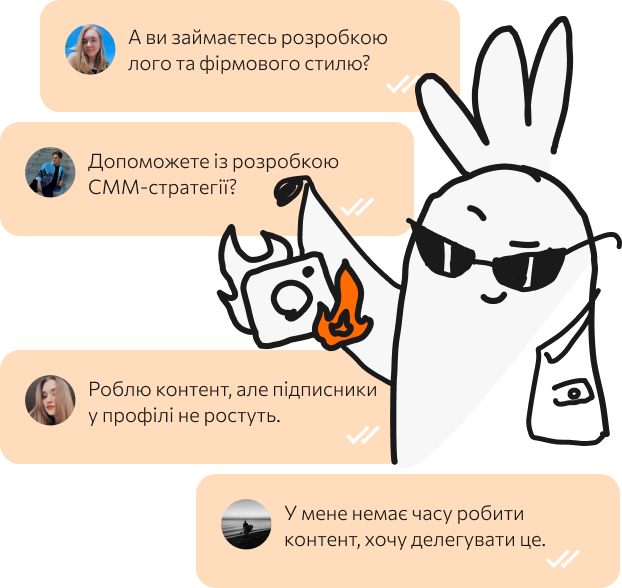 А ви займаєтесь розробкою
лого та фірмового стилю?
Допоможете із розробкою
СММ-стратегії?
Роблю контент, але підписники
у профілі не ростуть.
У мене немає часу робити
контент, хочу делегувати це.